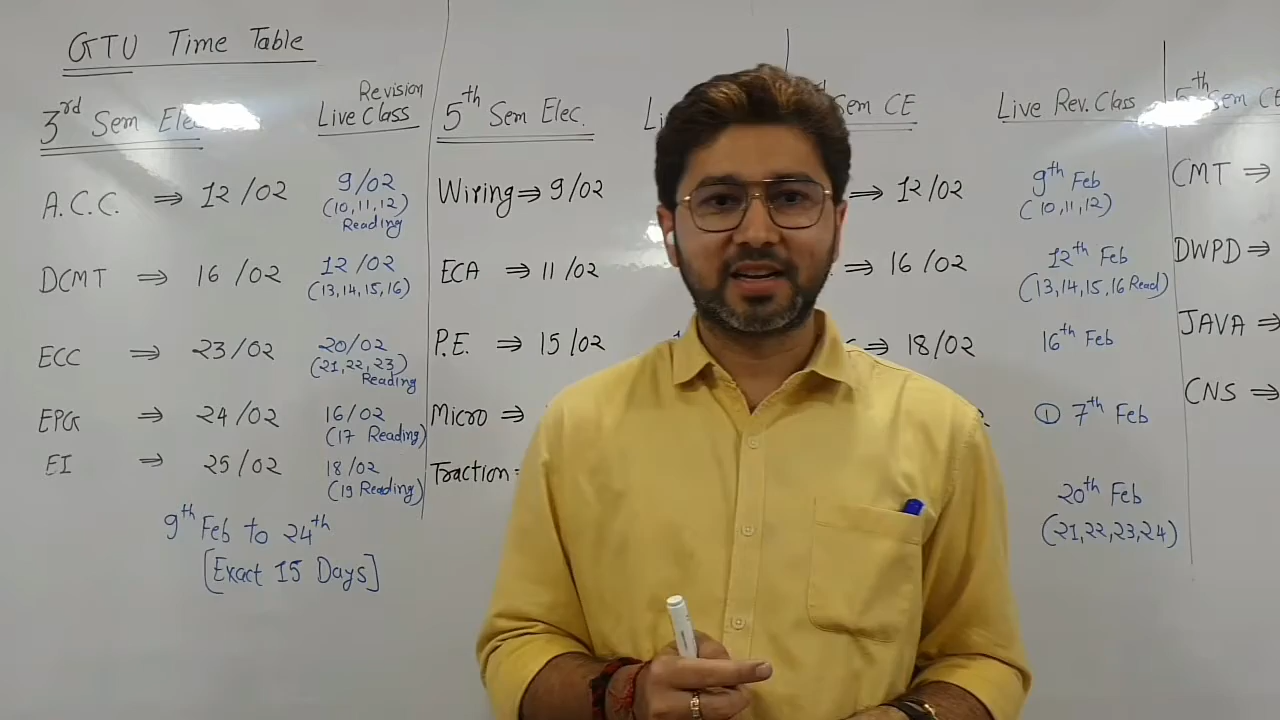 GTU Time Table
3rd Sem Elec
Revision
Live Class
A.C.C. ⇒ 12/02
9/02
(10,11,12)
Reading
DCMT ⇒ 16/02
12/02
(13,14,15,16)
ECC ⇒ 23/02
20/02
(21,22,23)
Reading
EPG ⇒ 24/02
16/02
(17 Reading)
EI ⇒ 25/02
18/02
(19 Reading)
9th Feb to 24th
[Exact 15 Days]
5th Sem Elec.
Wiring ⇒ 9/02
ECA ⇒ 11/02
P.E. ⇒ 15/02
Micro ⇒
Traction
Sem CE
⇒ 12/02
⇒ 16/02
⇒ 18/02
Live Rev. Class
9th Feb
(10,11,12)
12th Feb
(13,14,15,16 Read)
16th Feb
① 7th Feb
20th Feb
(21,22,23,24)
5th Sem CE
CMT ⇒
DWPD ⇒
JAVA ⇒
CNS ⇒